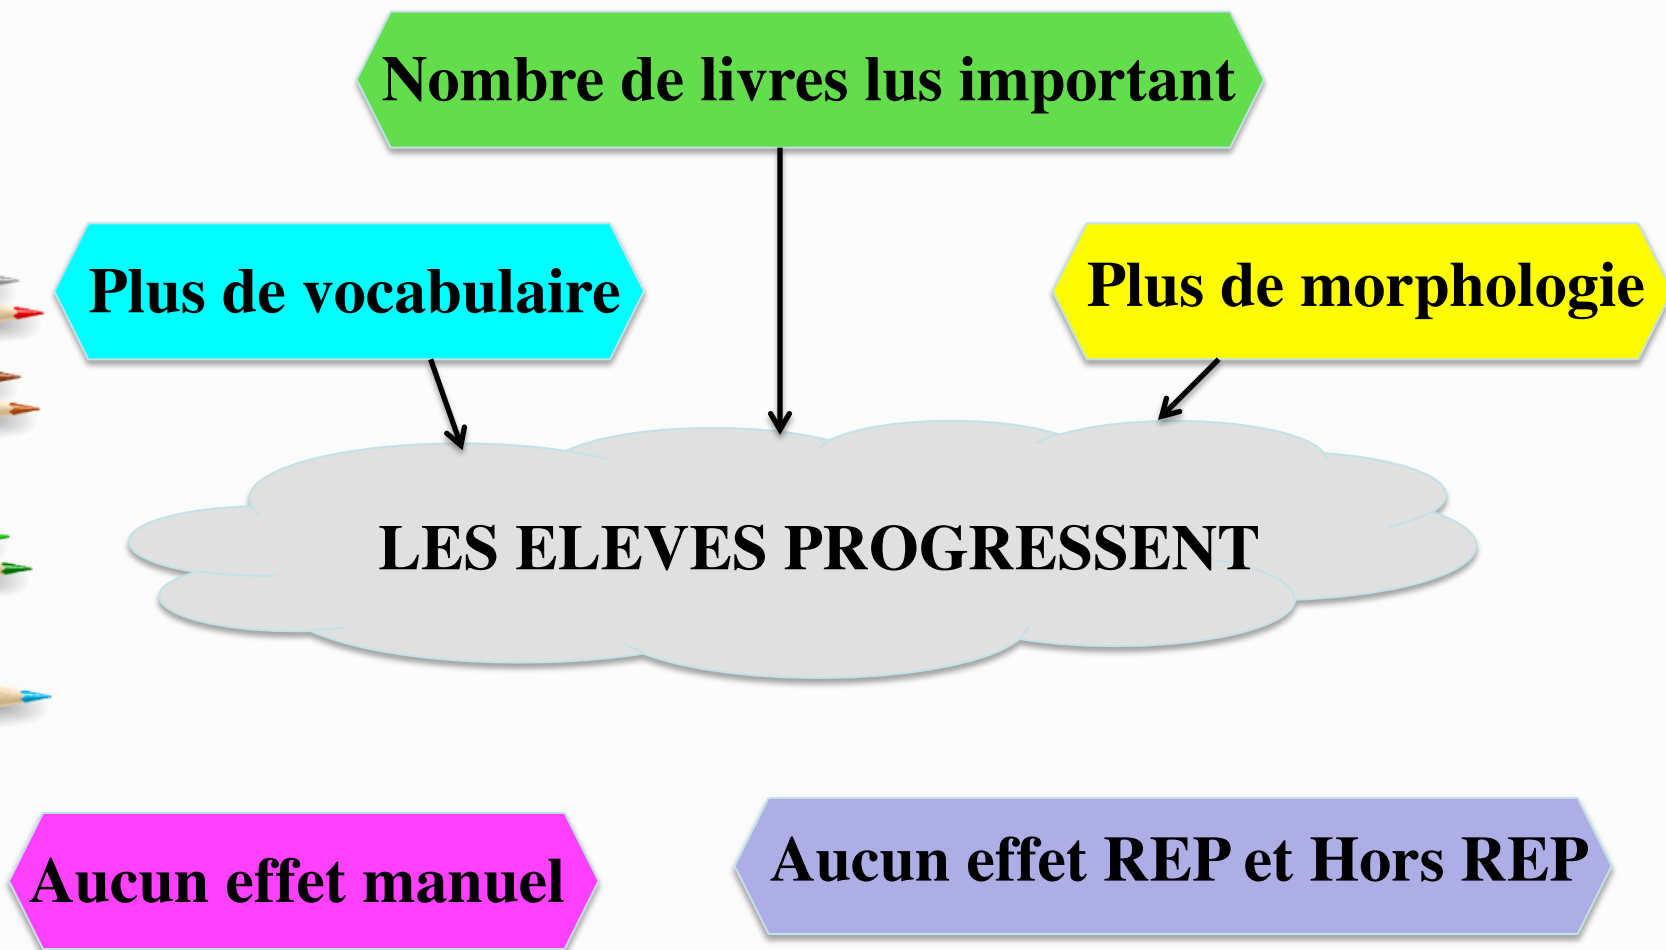 Nombre de livres lus important
Plus de vocabulaire
Plus de morphologie
LES ELEVES PROGRESSENT
Aucun effet manuel
Aucun effet REP et Hors REP